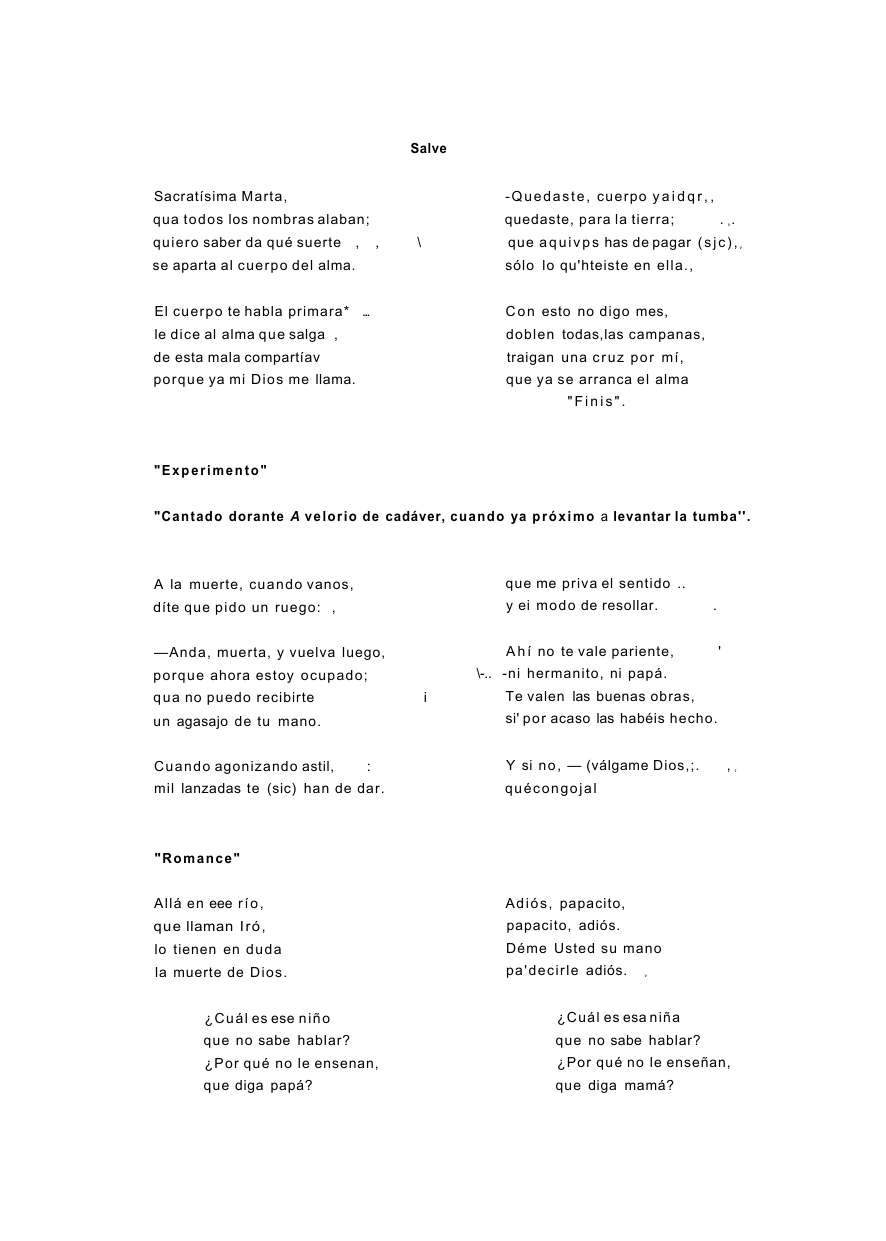 Salve
Sacratísima Marta,
qua todos los nombras alaban;
quiero saber da qué suerte , , \
se aparta al cuerpo del alma.
El cuerpo te habla primara* ...
le dice al alma que salga ,
de esta mala compartíav
porque ya mi Dios me llama.
-Quedaste, cuerpo yaidqr,,
quedaste, para la tierra; . , .
que aquivps has de pagar (sjc),,
sólo lo qu'hteiste en ella.,
Con esto no digo mes,
doblen todas,las campanas,
traigan una cruz por mí,
que ya se arranca el alma
"Finis".
"Experimento"
"Cantado dorante A velorio de cadáver, cuando ya próximo a levantar la tumba''.
A la muerte, cuando vanos,
díte que pido un ruego: ,
—Anda, muerta, y vuelva luego,
porque ahora estoy ocupado;
qua no puedo recibirte i
un agasajo de tu mano.
Cuando agonizando astil, :
mil lanzadas te (sic) han de dar.
que me priva el sentido ..
y ei modo de resollar. .
Ahí no te vale pariente, '
\-.. -ni hermanito, ni papá.
Te valen las buenas obras,
si' por acaso las habéis hecho.
Y si no, — (válgame Dios,;. , ,
quécongojal
"Romance"
Allá en eee río,
que llaman Iró,
lo tienen en duda
la muerte de Dios.
¿Cuál es ese niño
que no sabe hablar?
¿Por qué no le ensenan,
que diga papá?
Adiós, papacito,
papacito, adiós.
Déme Usted su mano
pa'decirle adiós. ,
¿Cuál es esa niña
que no sabe hablar?
¿Por qué no le enseñan,
que diga mamá?